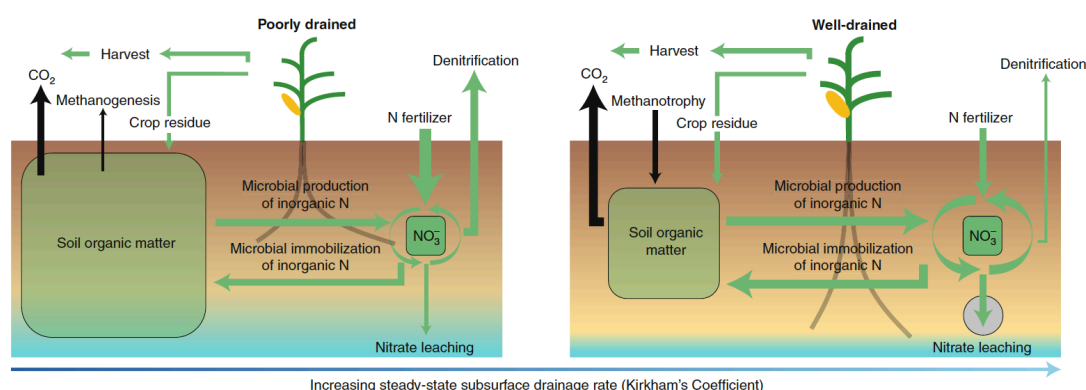 Poorly drained
Harvest
CO₂
Methanogenesis
Crop residue
Denitrification
N fertilizer
Microbial production
of inorganic N
Soil organic matter
NO₃⁻
Microbial immobilization
of inorganic N
Nitrate leaching
Well-drained
Harvest
CO₂
Methanotrophy
Crop residue
Denitrification
N fertilizer
Microbial production
of inorganic N
Soil organic
matter
NO₃⁻
Microbial immobilization
of inorganic N
Nitrate leaching
Increasing steady-state subsurface drainage rate (Kirkham's Coefficient)